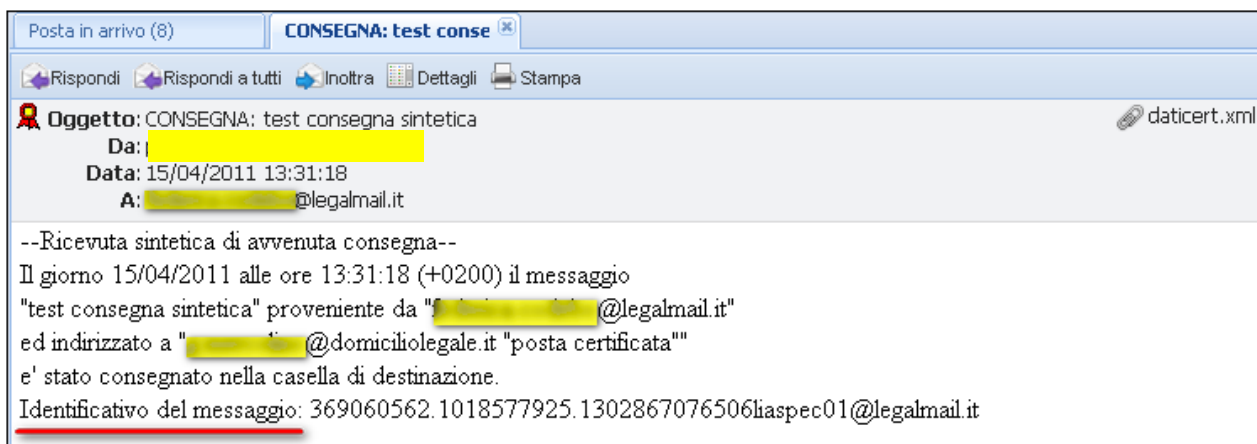 Posta in arrivo (8)
CONSEGNA: test conse
Rispondi Rispondi a tutti Inoltra Dettagli Stampa
Oggetto: CONSEGNA: test consegna sintetica
daticert.xml
Da:
Data: 15/04/2011 13:31:18
A: @legalmail.it
--Ricevuta sintetica di avvenuta consegna--
Il giorno 15/04/2011 alle ore 13:31:18 (+0200) il messaggio
"test consegna sintetica" proveniente da "@legalmail.it"
ed indirizzato a "@domiciliolegale.it "posta certificata""
e' stato consegnato nella casella di destinazione.
Identificativo del messaggio: 369060562.1018577925.1302867076506liaspec01@legalmail.it